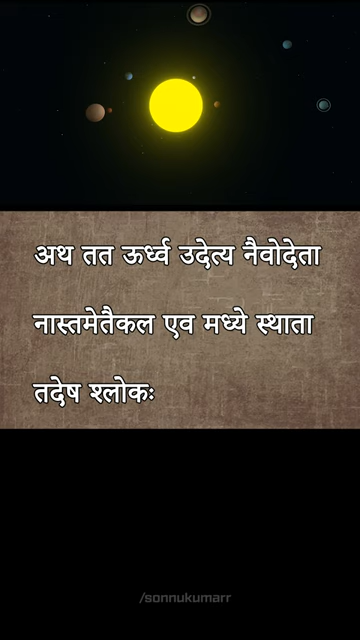 अथ तत ऊर्ध्व उदेत्य नैवोदेता
नास्तमेतैकल एव मध्ये स्थाता
तदेष श्लोकः
/sonnukumarr